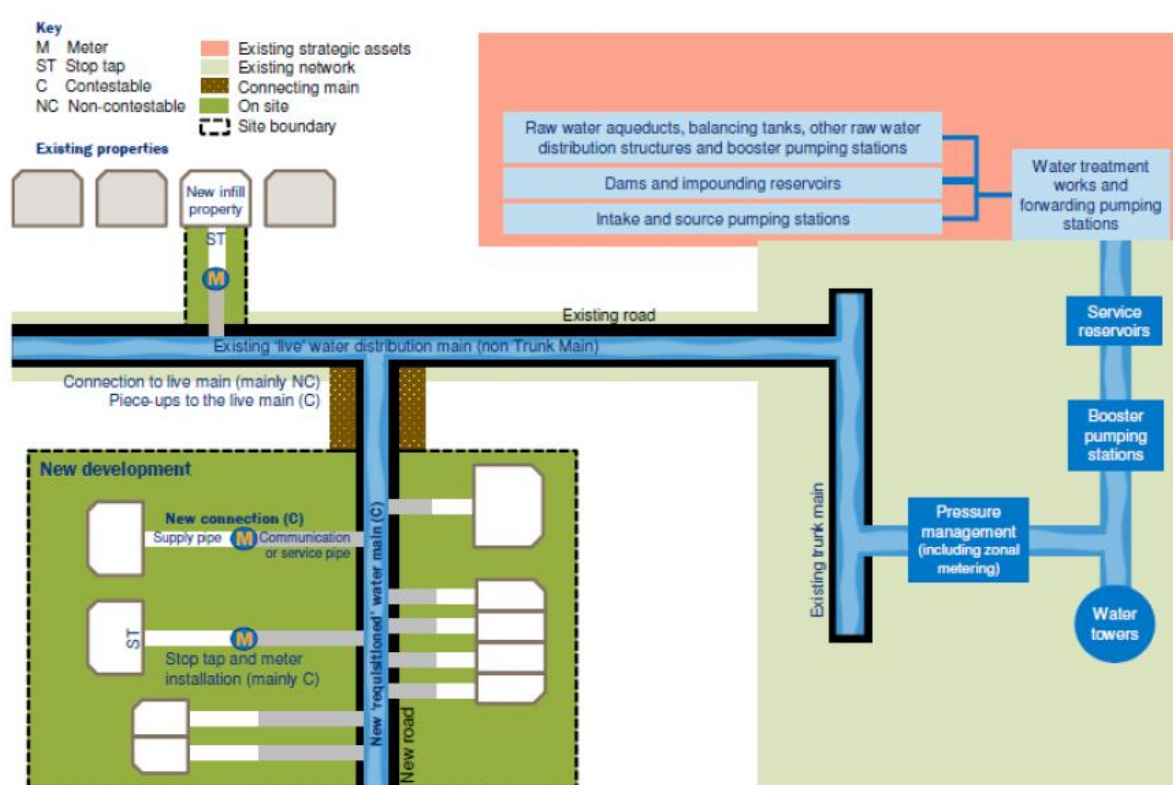 Key
M Meter
ST Stop tap
C Contestable
NC Non-contestable
Existing strategic assets
Existing network
Connecting main
On site
Site boundary
Existing properties
New infill
property
ST
M
Raw water aqueducts, balancing tanks, other raw water
distribution structures and booster pumping stations
Dams and impounding reservoirs
Intake and source pumping stations
Water treatment
works and
forwarding pumping
stations
Existing road
Existing 'live' water distribution main (non Trunk Main)
Service
reservoirs
Connection to live main (mainly NC)
Piece-ups to the live main (C)
Booster
pumping
stations
New development
New connection (C)
Supply pipe
M
Communication
or service pipe
ST
M
Stop tap and meter
installation (mainly C)
New 'requisitioned' water main (C)
New road
Existing trunk main
Pressure
management
(including zonal
metering)
Water
towers